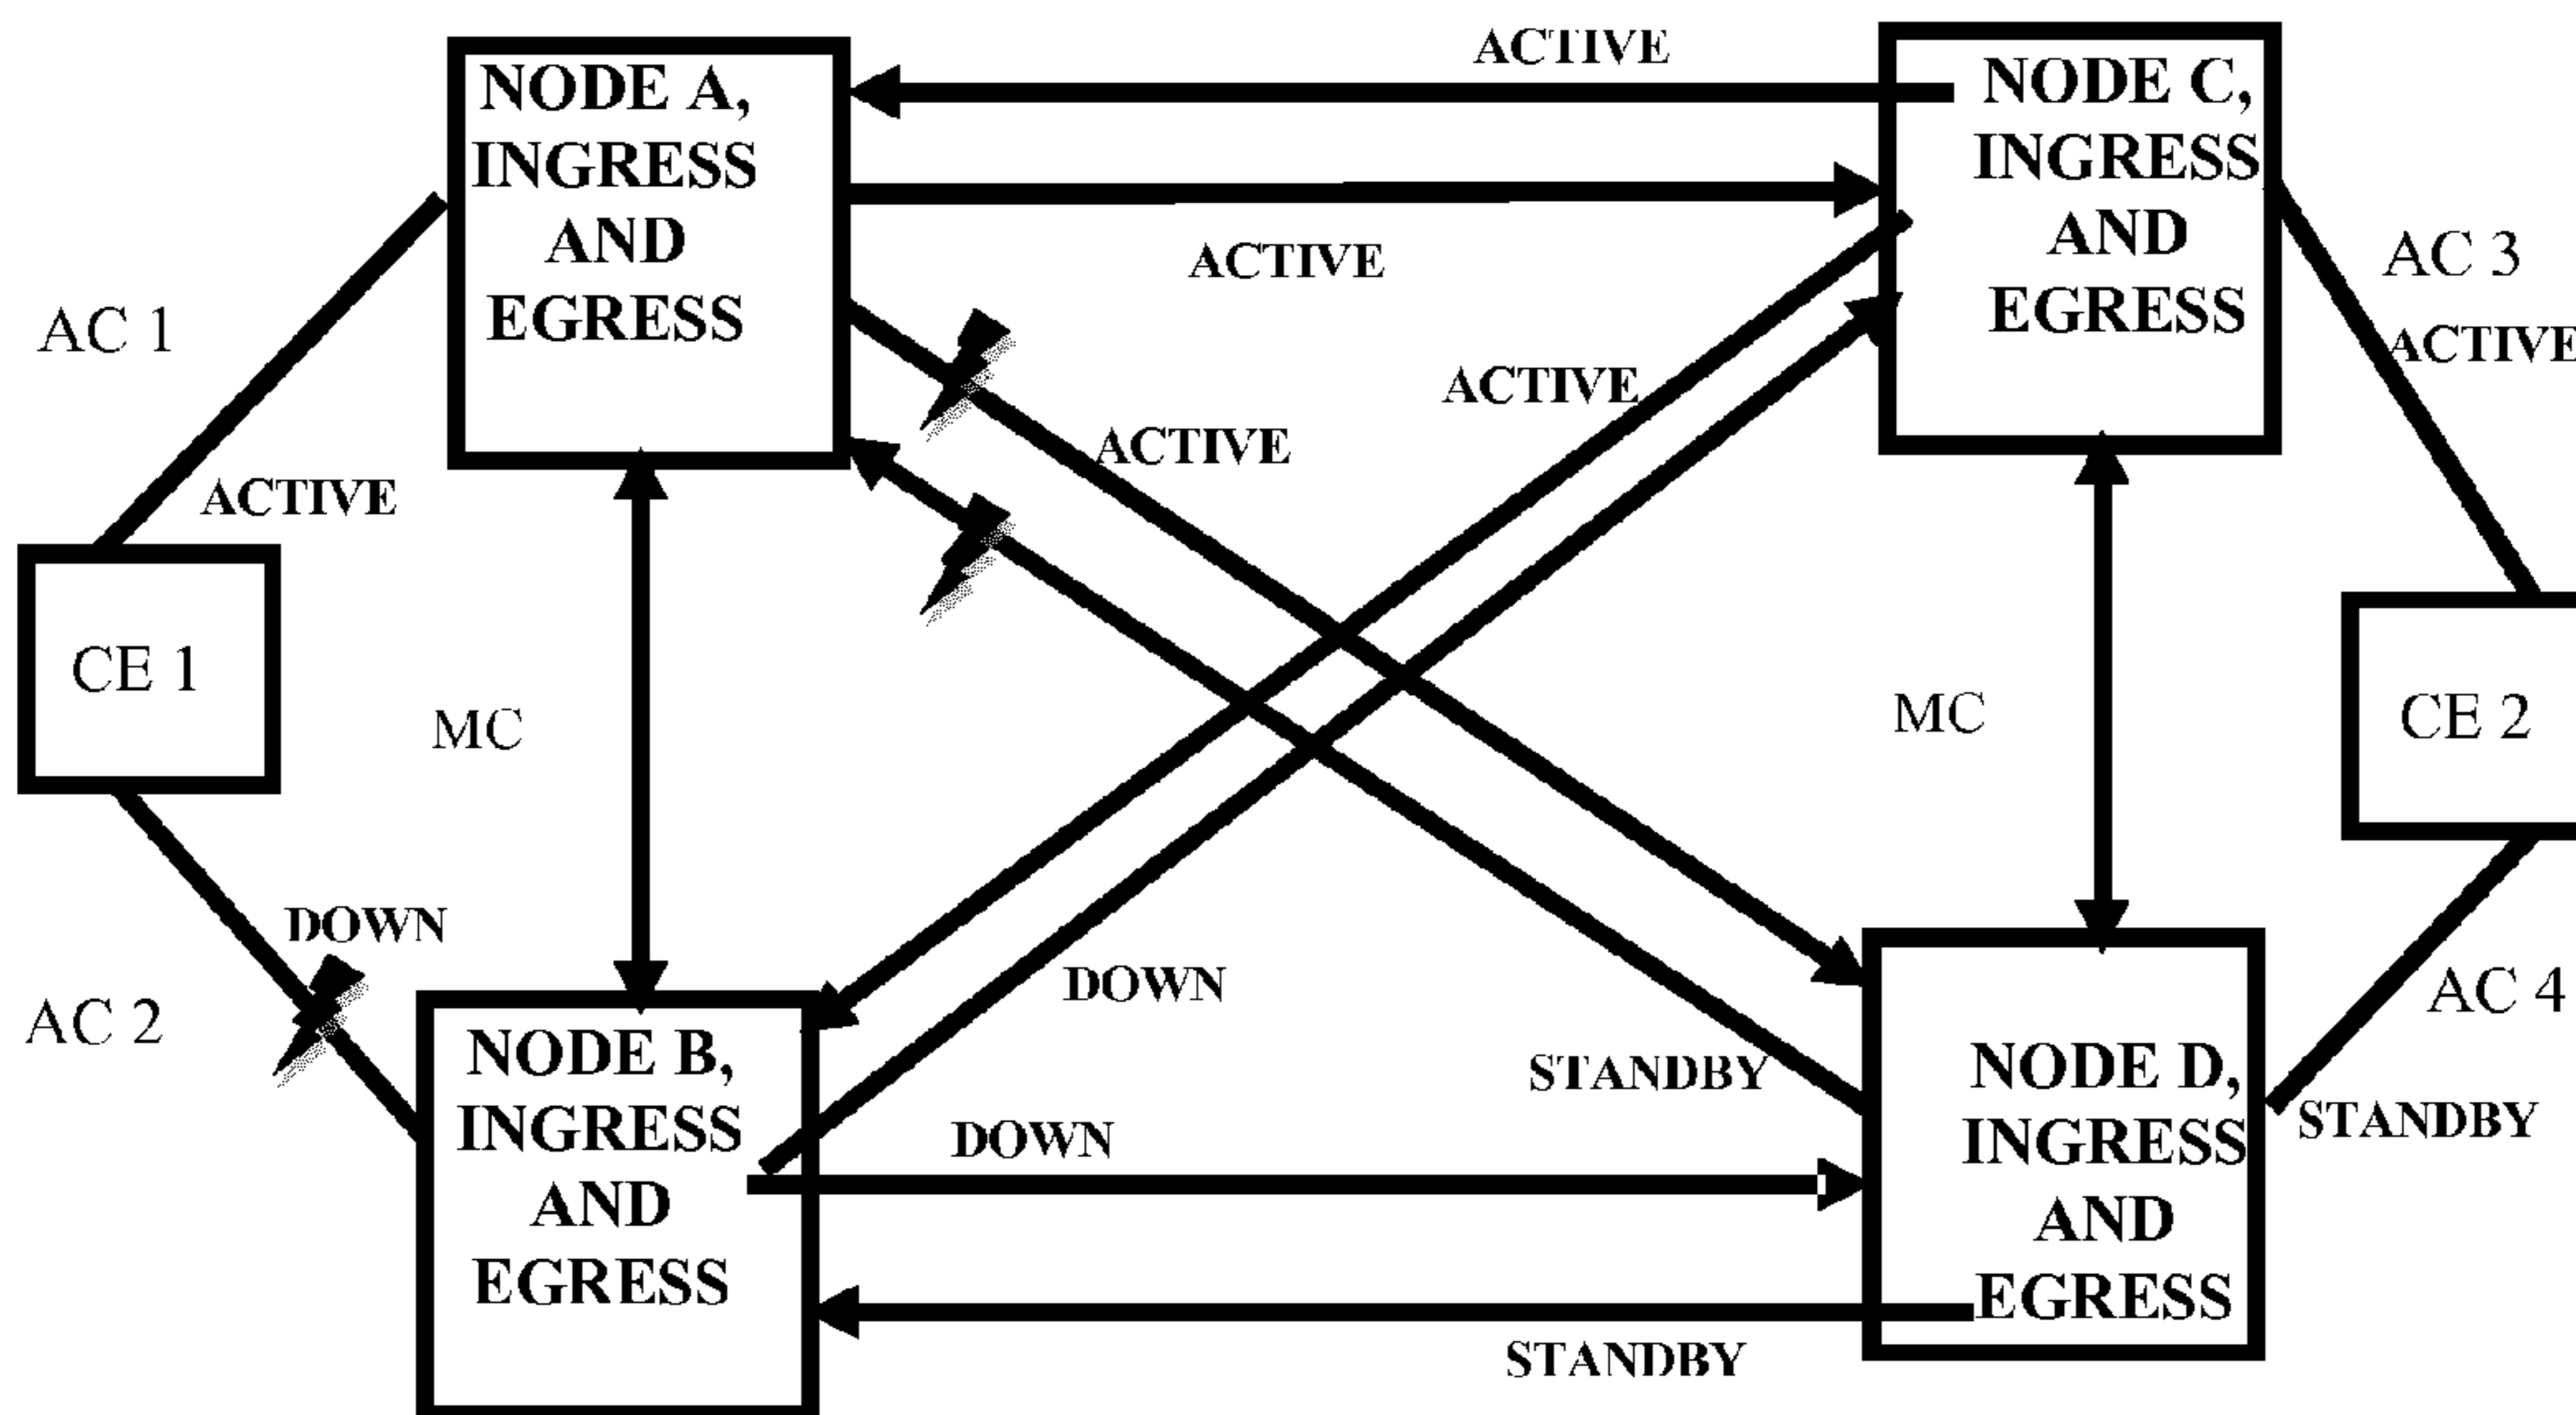 ACTIVE
NODE A,
INGRESS
AND
EGRESS
NODE C,
INGRESS
AND
EGRESS
ACTIVE
AC 1
AC 3
ACTIVE
ACTIVE
ACTIVE
ACTIVE
CE 1
MC
MC
CE 2
DOWN
AC 2
DOWN
AC 4
NODE B,
INGRESS
AND
EGRESS
STANDBY
DOWN
NODE D,
INGRESS
AND
EGRESS
STANDBY
STANDBY